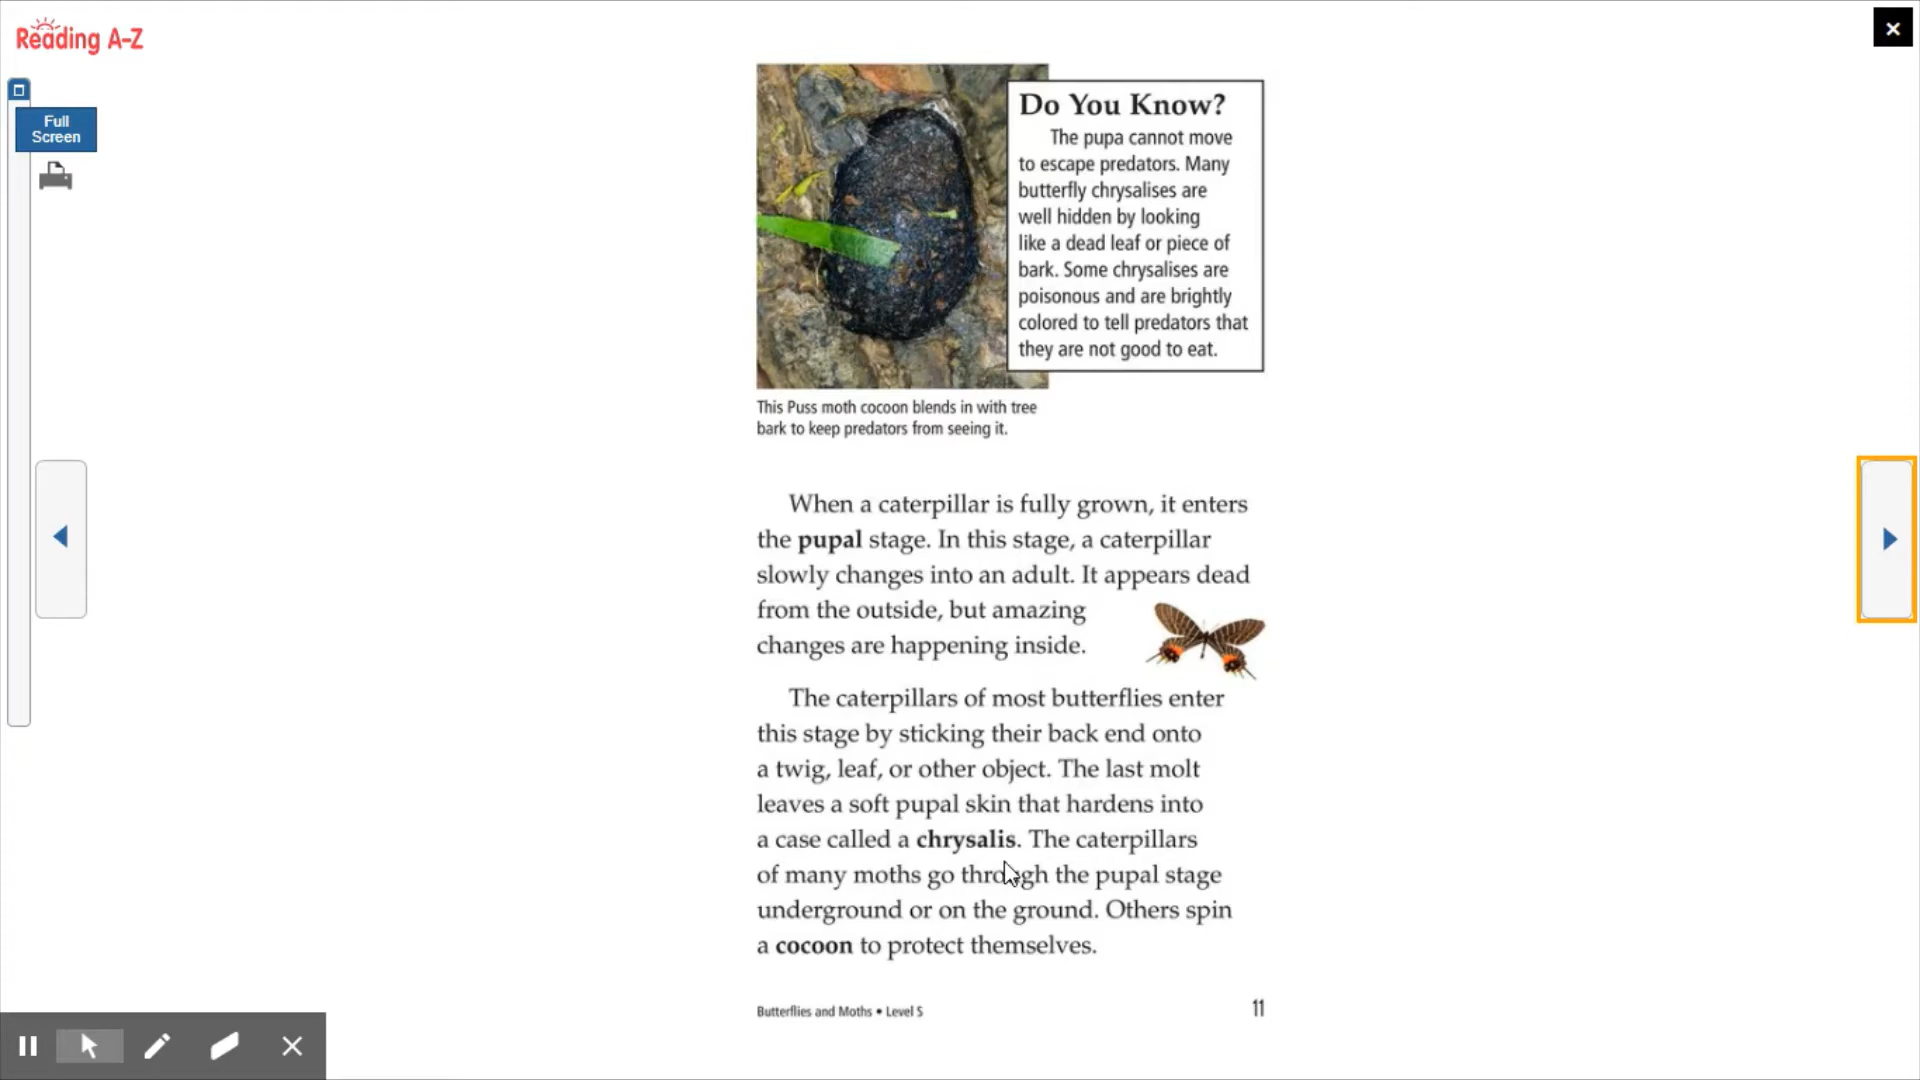 Reading A-Z
Full
Screen
Do You Know?
The pupa cannot move
to escape predators. Many
butterfly chrysalises are
well hidden by looking
like a dead leaf or piece of
bark. Some chrysalises are
poisonous and are brightly
colored to tell predators that
they are not good to eat.
This Puss moth cocoon blends in with tree
bark to keep predators from seeing it.
When a caterpillar is fully grown, it enters
the pupal stage. In this stage, a caterpillar
slowly changes into an adult. It appears dead
from the outside, but amazing
changes are happening inside.
The caterpillars of most butterflies enter
this stage by sticking their back end onto
a twig, leaf, or other object. The last molt
leaves a soft pupal skin that hardens into
a case called a chrysalis. The caterpillars
of many moths go through the pupal stage
underground or on the ground. Others spin
a cocoon to protect themselves.
Butterflies and Moths • Level S
11